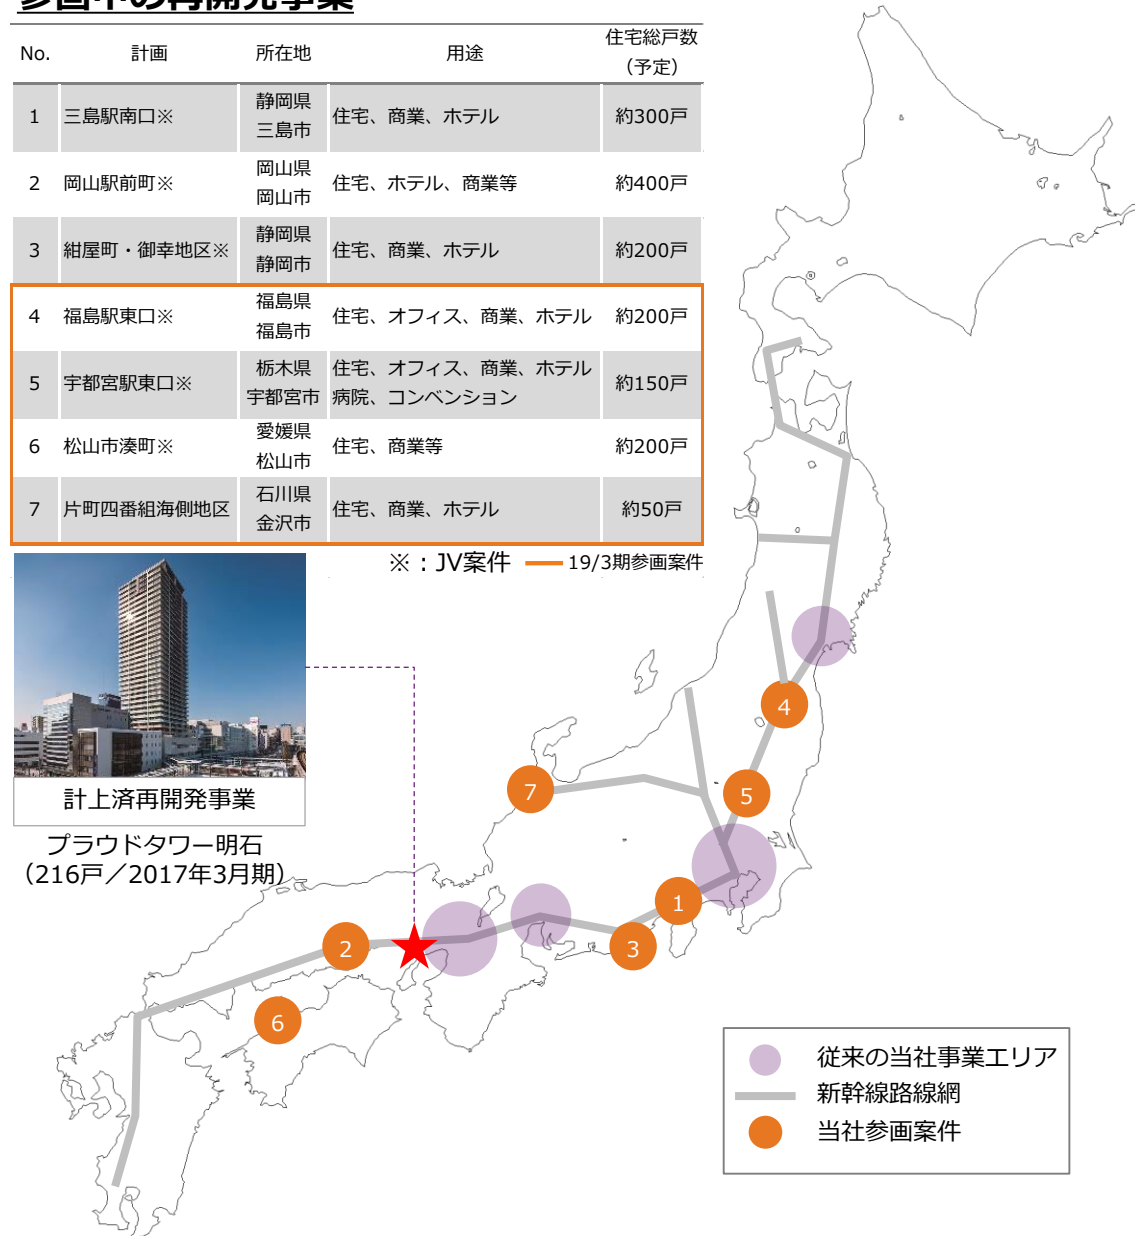 参画中の再開発事業
No. 計画 所在地 用途 住宅総戸数
(予定)
1 三島駅南口※ 静岡県
三島市 住宅、商業、ホテル 約300戸
2 岡山駅前町※ 岡山県
岡山市 住宅、ホテル、商業等 約400戸
3 紺屋町・御幸地区※ 静岡県
静岡市 住宅、商業、ホテル 約200戸
4 福島駅東口※ 福島県
福島市 住宅、オフィス、商業、ホテル 約200戸
5 宇都宮駅東口※ 栃木県
宇都宮市 住宅、オフィス、商業、ホテル
病院、コンベンション 約150戸
6 松山市湊町※ 愛媛県
松山市 住宅、商業等 約200戸
7 片町四番組海側地区 石川県
金沢市 住宅、商業、ホテル 約50戸
※：JV案件 19/3期参画案件
計上済再開発事業
プラウドタワー明石
（216戸／2017年3月期）
4
7
5
1
2
3
6
従来の当社事業エリア
新幹線路線網
当社参画案件